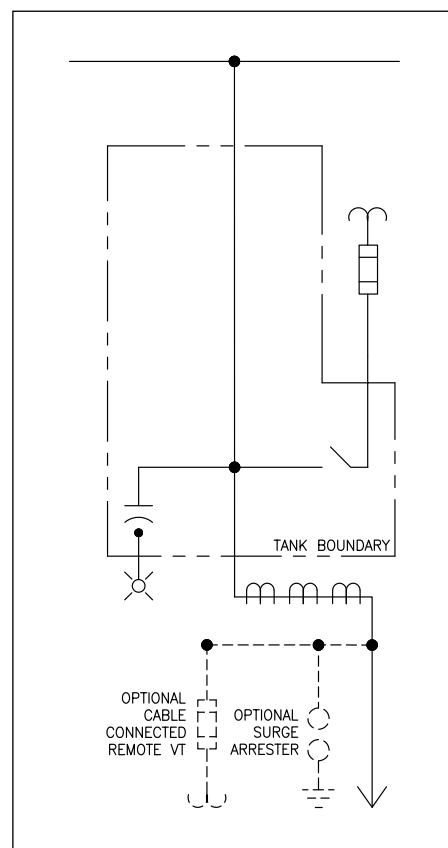 TANK BOUNDARY
OPTIONAL
CABLE
CONNECTED
REMOTE VT
OPTIONAL
SURGE
ARRESTER